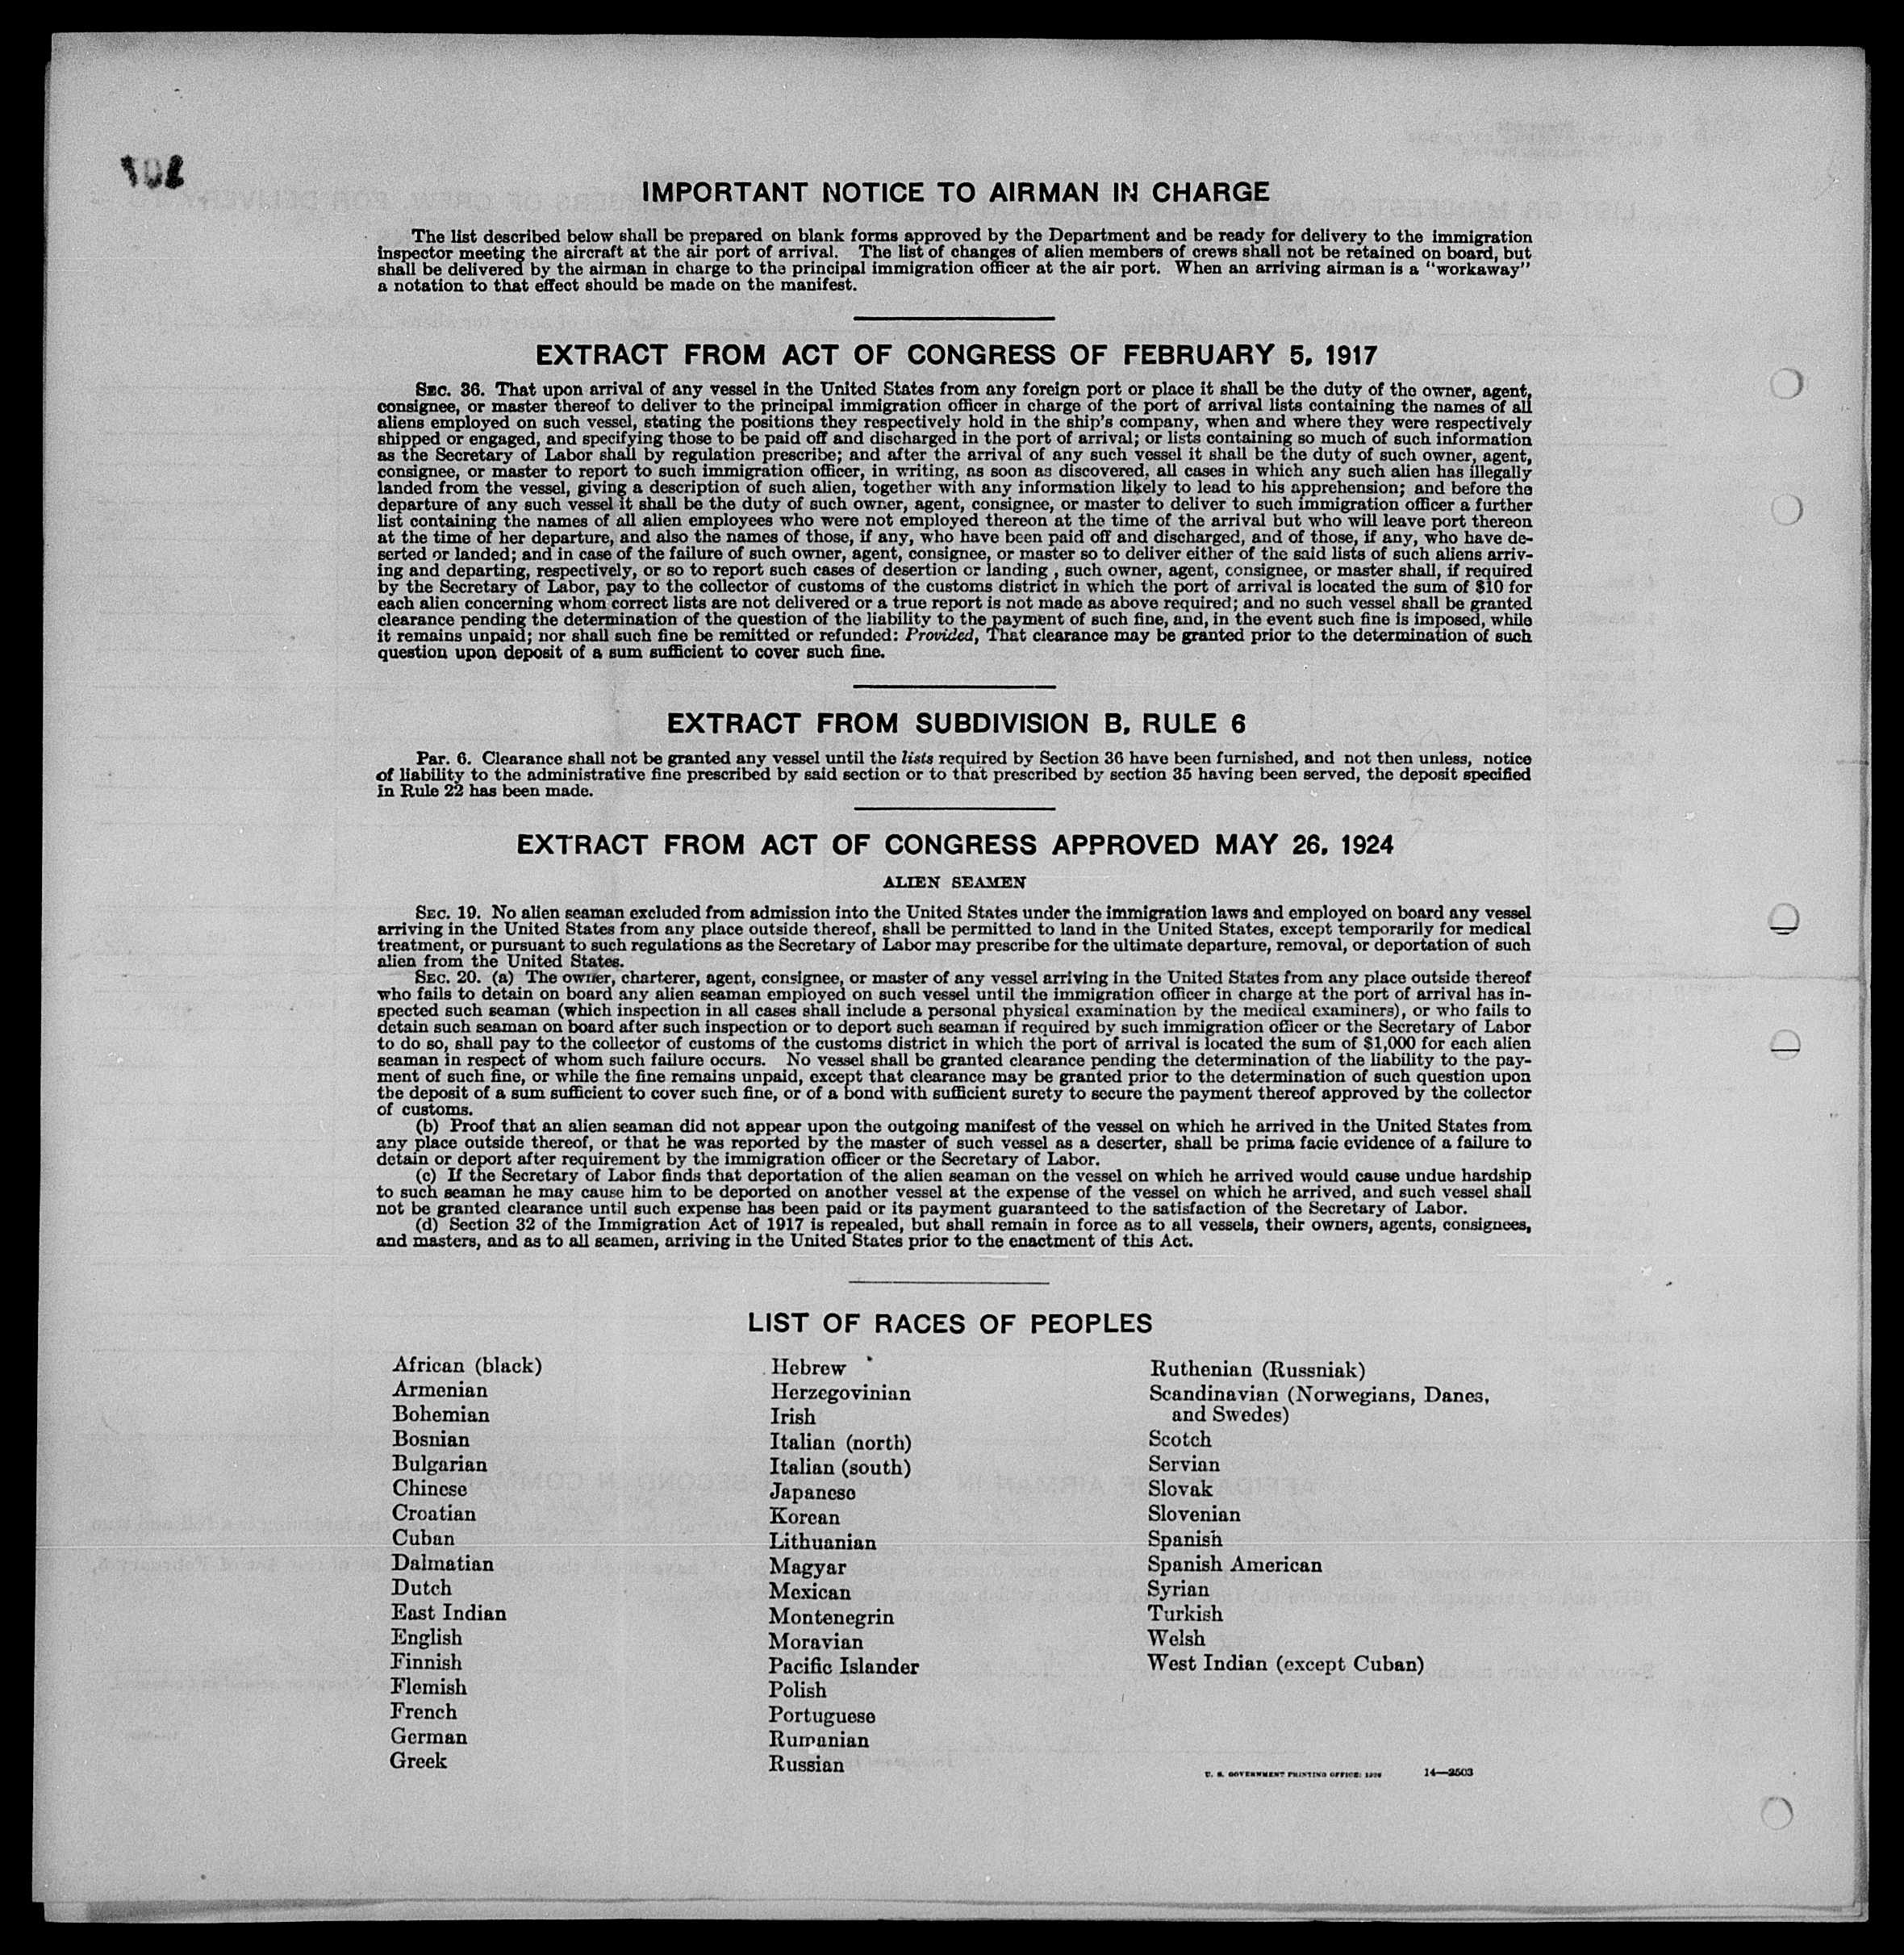 IMPORTANT NOTICE TO AIRMAN IN CHARGE
The list described below shall be prepared on blank forms approved by the Department and be ready for delivery to the immigration
inspector meeting the aircraft at the air port of arrival. The list of changes of alien members of crews shall not be retained on board, but
shall be delivered by the airman in charge to the principal immigration officer at the air port. When an arriving airman is a "workaway"
a notation to that effect should be made on the manifest.
EXTRACT FROM ACT OF CONGRESS OF FEBRUARY 5, 1917
SEC. 36. That upon arrival of any vessel in the United States from any foreign port or place it shall be the duty of the owner, agent,
consignee, or master thereof to deliver to the principal immigration officer in charge of the port of arrival lists containing the names of all
aliens employed on such vessel, stating the positions they respectively hold in the ship's company, when and where they were respectively
shipped or engaged, and specifying those to be paid off and discharged in the port of arrival; or lists containing so much of such information
as the Secretary of Labor shall by regulation prescribe; and after the arrival of any such vessel it shall be the duty of such owner, agent,
consignee, or master to report to such immigration officer, in writing, as soon as discovered, all cases in which any such alien has illegally
landed from the vessel, giving a description of such alien, together with any information likely to lead to his apprehension; and before the
departure of any such vessel it shall be the duty of such owner, agent, consignee, or master to deliver to such immigration officer a further
list containing the names of all alien employees who were not employed thereon at the time of the arrival but who will leave port thereon
at the time of her departure, and also the names of those, if any, who have been paid off and discharged, and of those, if any, who have de-
serted or landed; and in case of the failure of such owner, agent, consignee, or master so to deliver either of the said lists of such aliens arriv-
ing and departing, respectively, or so to report such cases of desertion or landing , such owner, agent, consignee, or master shall, if required
by the Secretary of Labor, pay to the collector of customs of the customs district in which the port of arrival is located the sum of $10 for
each alien concerning whom correct lists are not delivered or a true report is not made as above required; and no such vessel shall be granted
clearance pending the determination of the question of the liability to the payment of such fine, and, in the event such fine is imposed, while
it remains unpaid; nor shall such fine be remitted or refunded: Provided, That clearance may be granted prior to the determination of such
question upon deposit of a sum sufficient to cover such fine.
EXTRACT FROM SUBDIVISION B, RULE 6
Par. 6. Clearance shall not be granted any vessel until the lists required by Section 36 have been furnished, and not then unless, notice
of liability to the administrative fine prescribed by said section or to that prescribed by section 35 having been served, the deposit specified
in Rule 22 has been made.
EXTRACT FROM ACT OF CONGRESS APPROVED MAY 26, 1924
ALIEN SEAMEN
SEC. 19. No alien seaman excluded from admission into the United States under the immigration laws and employed on board any vessel
arriving in the United States from any place outside thereof, shall be permitted to land in the United States, except temporarily for medical
treatment, or pursuant to such regulations as the Secretary of Labor may prescribe for the ultimate departure, removal, or deportation of such
alien from the United States.
SEC. 20. (a) The owner, charterer, agent, consignee, or master of any vessel arriving in the United States from any place outside thereof
who fails to detain on board any alien seaman employed on such vessel until the immigration officer in charge at the port of arrival has in-
spected such seaman (which inspection in all cases shall include a personal physical examination by the medical examiners), or who fails to
detain such seaman on board after such inspection or to deport such seaman if required by such immigration officer or the Secretary of Labor
to do so, shall pay to the collector of customs of the customs district in which the port of arrival is located the sum of $1,000 for each alien
seaman in respect of whom such failure occurs. No vessel shall be granted clearance pending the determination of the liability to the pay-
ment of such fine, or while the fine remains unpaid, except that clearance may be granted prior to the determination of such question upon
the deposit of a sum sufficient to cover such fine, or of a bond with sufficient surety to secure the payment thereof approved by the collector
of customs.
(b) Proof that an alien seaman did not appear upon the outgoing manifest of the vessel on which he arrived in the United States from
any place outside thereof, or that he was reported by the master of such vessel as a deserter, shall be prima facie evidence of a failure to
detain or deport after requirement by the immigration officer or the Secretary of Labor.
(c) If the Secretary of Labor finds that deportation of the alien seaman on the vessel on which he arrived would cause undue hardship
to such seaman he may cause him to be deported on another vessel at the expense of the vessel on which he arrived, and such vessel shall
not be granted clearance until such expense has been paid or its payment guaranteed to the satisfaction of the Secretary of Labor.
(d) Section 32 of the Immigration Act of 1917 is repealed, but shall remain in force as to all vessels, their owners, agents, consignees,
and masters, and as to all seamen, arriving in the United States prior to the enactment of this Act.
LIST OF RACES OF PEOPLES
African (black)
Armenian
Bohemian
Bosnian
Bulgarian
Chinese
Croatian
Cuban
Dalmatian
Dutch
East Indian
English
Finnish
Flemish
French
German
Greek
Hebrew
Herzegovinian
Irish
Italian (north)
Italian (south)
Japanese
Korean
Lithuanian
Magyar
Mexican
Montenegrin
Moravian
Pacific Islander
Polish
Portuguese
Rumanian
Russian
Ruthenian (Russniak)
Scandinavian (Norwegians, Danes,
and Swedes)
Scotch
Servian
Slovak
Slovenian
Spanish
Spanish American
Syrian
Turkish
Welsh
West Indian (except Cuban)
U. S. GOVERNMENT PRINTING OFFICE: 14—2503